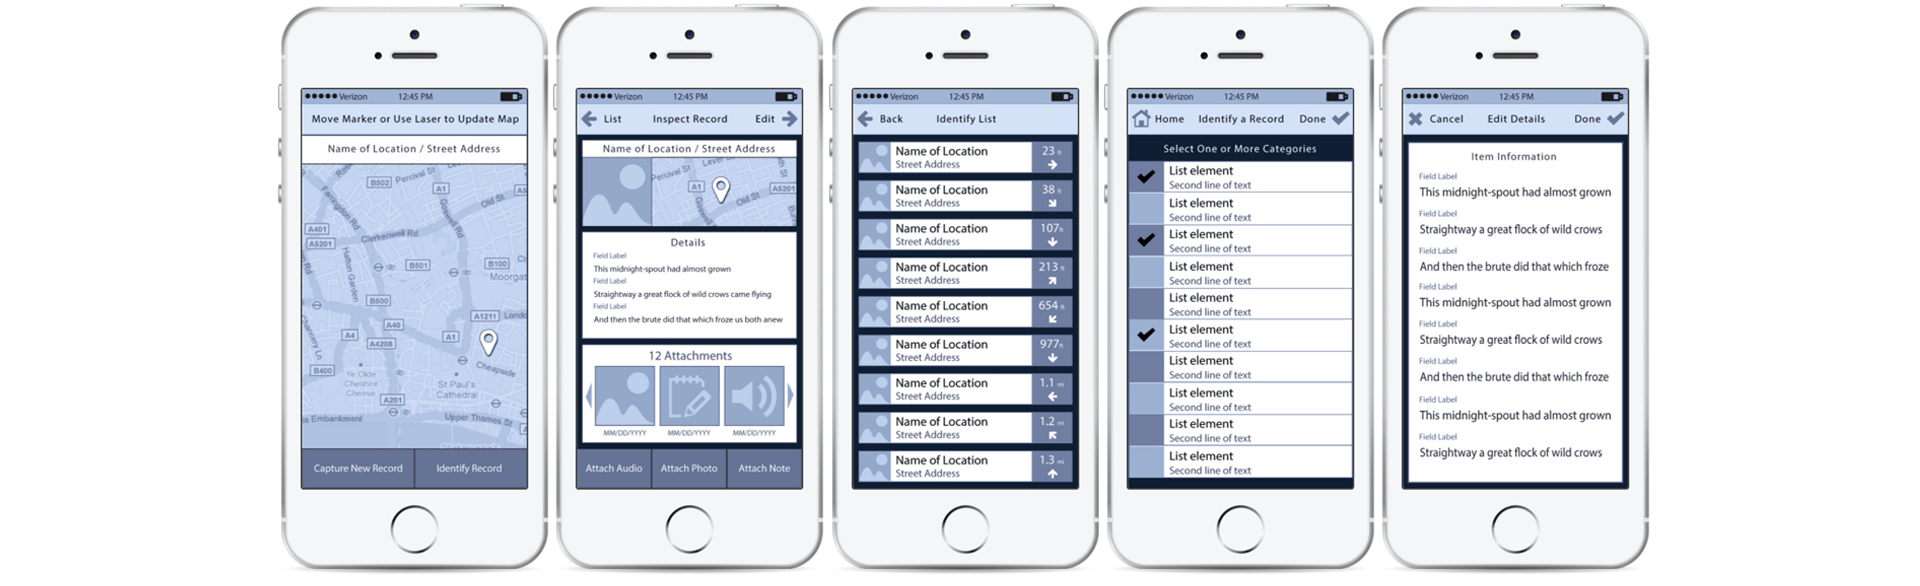 Verizon 12:45 PM
Move Marker or Use Laser to Update Map
Name of Location / Street Address
B502 Percival St
A1
A5
Farringdon Rd
Goswell Rd
Old St
A401
A5201
Clerkenwell Rd
Hatton Garden
B501
B100
Moorgat
B500
A1211 Londo
A4
A40
A4208
A1
Chancery Ln
B400
Cheapside
Ye Olde
Cheshire
Cheese
St Paul's
Cathedral
A201
Embankment
Upper Thames St
Capture New Record Identify Record
Verizon 12:45 PM
List Inspect Record Edit
Name of Location / Street Address
Percival St
A1
A5201
Goswell
Old St
Details
Field Label
This midnight-spout had almost grown
Field Label
Straightway a great flock of wild crows came flying
Field Label
And then the brute did that which froze us both anew
12 Attachments
MM/DD/YYYY MM/DD/YYYY MM/DD/YYYY
Attach Audio Attach Photo Attach Note
Verizon 12:45 PM
Back Identify List
Name of Location 23 ft
Street Address
Name of Location 38 ft
Street Address
Name of Location 107 ft
Street Address
Name of Location 213 ft
Street Address
Name of Location 654 ft
Street Address
Name of Location 977 ft
Street Address
Name of Location 1.1 mi
Street Address
Name of Location 1.2 mi
Street Address
Name of Location 1.3 mi
Street Address
Verizon 12:45 PM
Home Identify a Record Done
Select One or More Categories
List element
Second line of text
List element
Second line of text
List element
Second line of text
List element
Second line of text
List element
Second line of text
List element
Second line of text
List element
Second line of text
List element
Second line of text
List element
Second line of text
List element
Second line of text
Verizon 12:45 PM
Cancel Edit Details Done
Item Information
Field Label
This midnight-spout had almost grown
Field Label
Straightway a great flock of wild crows
Field Label
And then the brute did that which froze
Field Label
This midnight-spout had almost grown
Field Label
Straightway a great flock of wild crows
Field Label
And then the brute did that which froze
Field Label
This midnight-spout had almost grown
Field Label
Straightway a great flock of wild crows